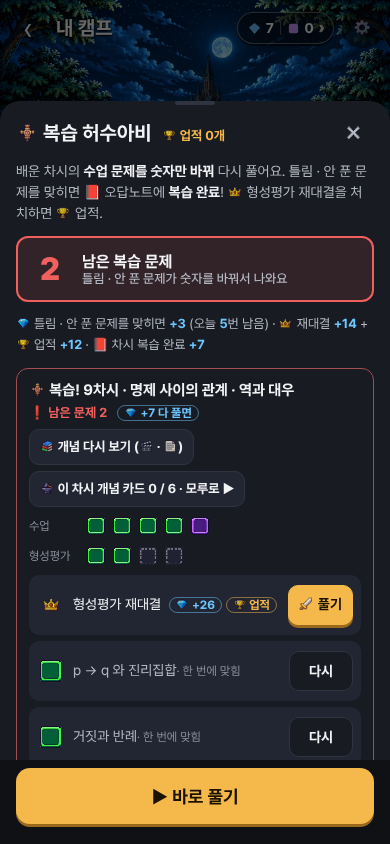 내 캠프
7
0 ›
복습 허수아비 🏆 업적 0개
배운 차시의 수업 문제를 숫자만 바꿔 다시 풀어요. 틀림 · 안 푼 문
제를 맞히면 📕 오답노트에 복습 완료! 👑 형성평가 재대결을 처
치하면 🏆 업적.
2
남은 복습 문제
틀림 · 안 푼 문제가 숫자를 바꿔서 나와요
💎 틀림 · 안 푼 문제를 맞히면 +3 (오늘 5번 남음) · 👑 재대결 +14 +
🏆 업적 +12 · 📕 차시 복습 완료 +7
복습! 9차시 · 명제 사이의 관계 · 역과 대우
❗ 남은 문제 2 💎 +7 다 풀면
📚 개념 다시 보기 (🎬 · 📄)
이 차시 개념 카드 0 / 6 · 모루로 ▶
수업
형성평가
👑 형성평가 재대결 💎 +26 🏆 업적
풀기
p → q 와 진리집합 · 한 번에 맞힘
다시
거짓과 반례 · 한 번에 맞힘
다시
▶ 바로 풀기